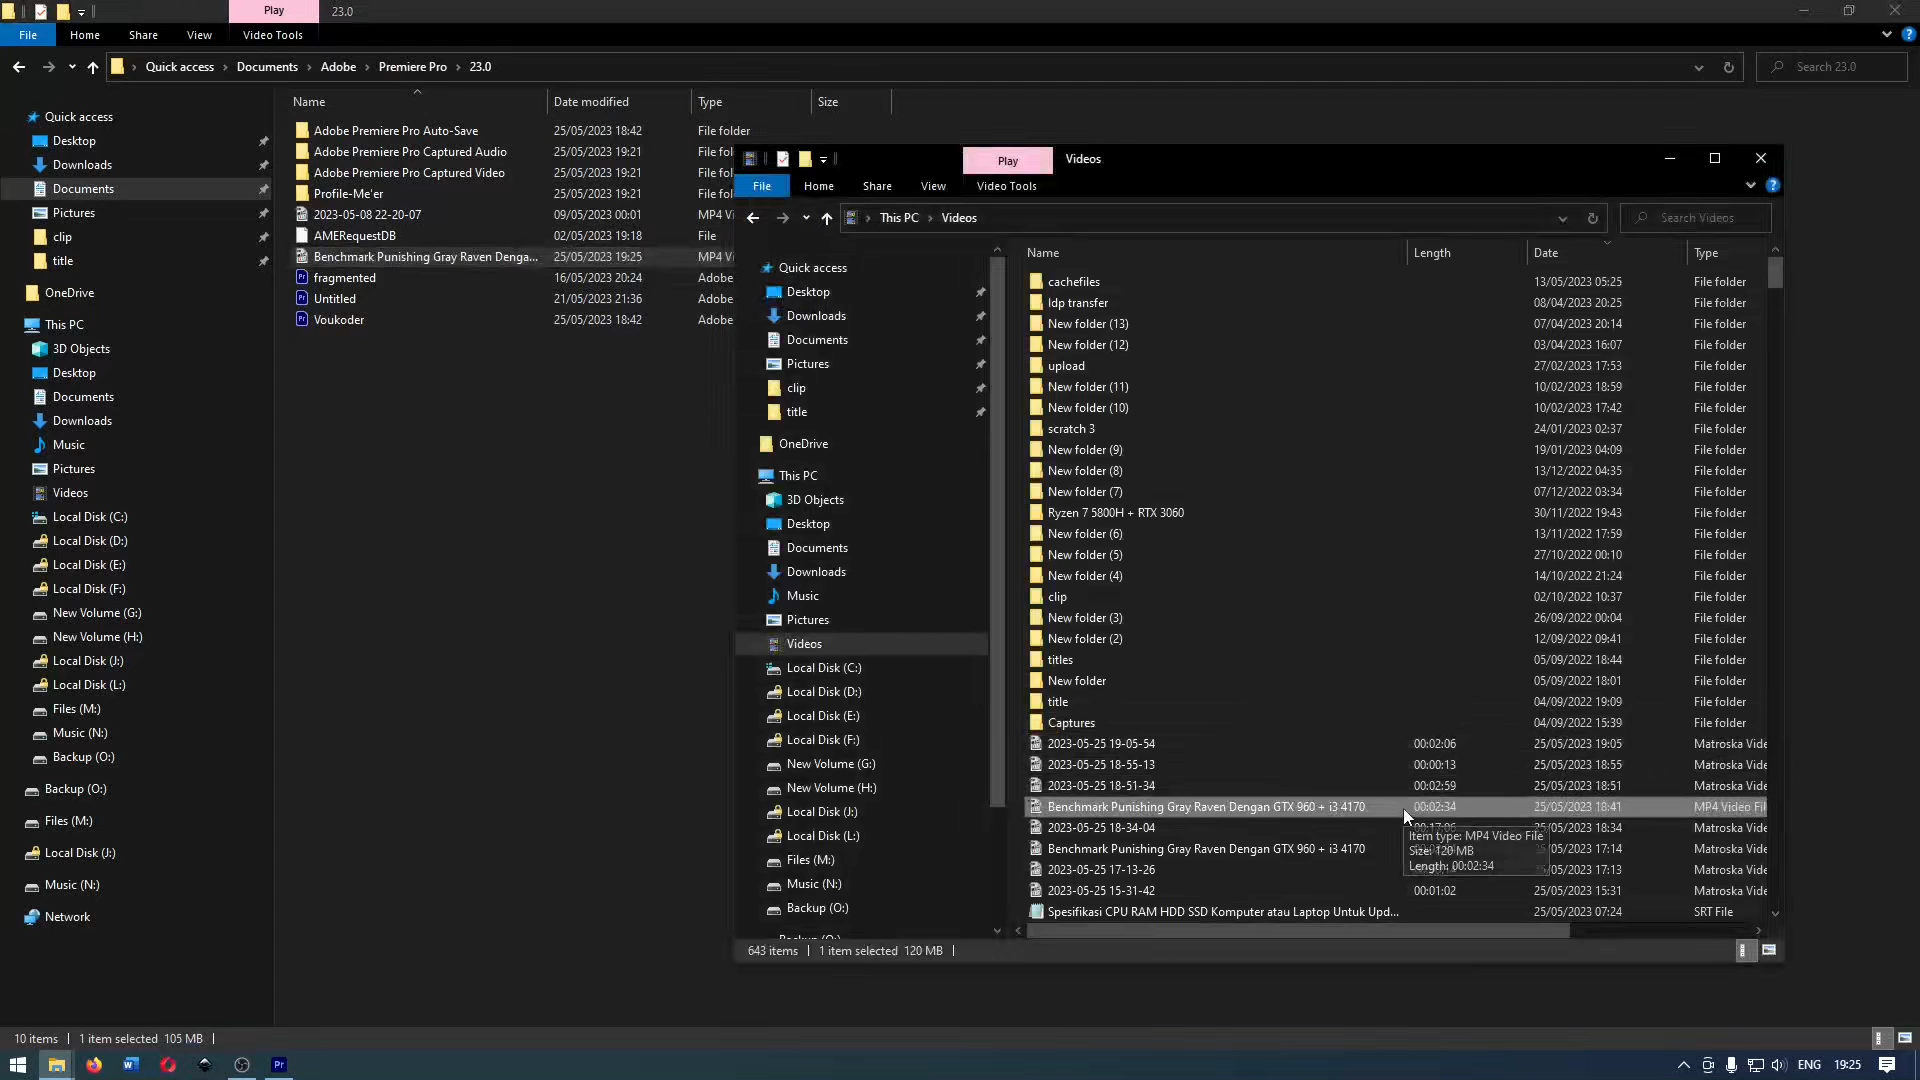 Play 23.0
File Home Share View Video Tools
Quick access Documents Adobe Premiere Pro 23.0 Search 23.0
Name Date modified Type Size
Quick access
Desktop
Downloads
Documents
Pictures
clip
title
OneDrive
This PC
3D Objects
Desktop
Documents
Downloads
Music
Pictures
Videos
Local Disk (C:)
Local Disk (D:)
Local Disk (E:)
Local Disk (F:)
New Volume (G:)
New Volume (H:)
Local Disk (J:)
Local Disk (L:)
Files (M:)
Music (N:)
Backup (O:)
Backup (O:)
Files (M:)
Local Disk (J:)
Music (N:)
Network
Adobe Premiere Pro Auto-Save 25/05/2023 18:42 File folder
Adobe Premiere Pro Captured Audio 25/05/2023 19:21 File fol
Adobe Premiere Pro Captured Video 25/05/2023 19:21 File fol
Profile-Me'er 25/05/2023 19:21 File fol
2023-05-08 22-20-07 09/05/2023 00:01 MP4 Vi
AMERequestDB 02/05/2023 19:18 File
Benchmark Punishing Gray Raven Denga... 25/05/2023 19:25 MP4 Vi
fragmented 16/05/2023 20:24 Adobe
Untitled 21/05/2023 21:36 Adobe
Voukoder 25/05/2023 18:42 Adobe
Play Videos
File Home Share View Video Tools
This PC Videos Search Videos
Name Length Date Type
Quick access
Desktop
Downloads
Documents
Pictures
clip
title
OneDrive
This PC
3D Objects
Desktop
Documents
Downloads
Music
Pictures
Videos
Local Disk (C:)
Local Disk (D:)
Local Disk (E:)
Local Disk (F:)
New Volume (G:)
New Volume (H:)
Local Disk (J:)
Local Disk (L:)
Files (M:)
Music (N:)
Backup (O:)
Backup (O:)
cachefiles 13/05/2023 05:25 File folder
ldp transfer 08/04/2023 20:25 File folder
New folder (13) 07/04/2023 20:14 File folder
New folder (12) 03/04/2023 16:07 File folder
upload 27/02/2023 17:53 File folder
New folder (11) 10/02/2023 18:59 File folder
New folder (10) 10/02/2023 17:42 File folder
scratch 3 24/01/2023 02:37 File folder
New folder (9) 19/01/2023 04:09 File folder
New folder (8) 13/12/2022 04:35 File folder
New folder (7) 07/12/2022 03:34 File folder
Ryzen 7 5800H + RTX 3060 30/11/2022 19:43 File folder
New folder (6) 13/11/2022 17:59 File folder
New folder (5) 27/10/2022 00:10 File folder
New folder (4) 14/10/2022 21:24 File folder
clip 02/10/2022 10:37 File folder
New folder (3) 26/09/2022 00:04 File folder
New folder (2) 12/09/2022 09:41 File folder
titles 05/09/2022 18:44 File folder
New folder 05/09/2022 18:01 File folder
title 04/09/2022 19:09 File folder
Captures 04/09/2022 15:39 File folder
2023-05-25 19-05-54 00:02:06 25/05/2023 19:05 Matroska Vide
2023-05-25 18-55-13 00:00:13 25/05/2023 18:55 Matroska Vide
2023-05-25 18-51-34 00:02:59 25/05/2023 18:51 Matroska Vide
Benchmark Punishing Gray Raven Dengan GTX 960 + i3 4170 00:02:34 25/05/2023 18:41 MP4 Video Fil
2023-05-25 18-34-04 25/05/2023 18:34 Matroska Vide
Benchmark Punishing Gray Raven Dengan GTX 960 + i3 4170 25/05/2023 17:14 MP4 Video Fil
2023-05-25 17-13-26 25/05/2023 17:13 Matroska Vide
2023-05-25 15-31-42 00:01:02 25/05/2023 15:31 Matroska Vide
Spesifikasi CPU RAM HDD SSD Komputer atau Laptop Untuk Upd... 25/05/2023 07:24 SRT File
Item type: MP4 Video File
Size: 120 MB
Length: 00:02:34
643 items 1 item selected 120 MB
10 items 1 item selected 105 MB
ENG 19:25